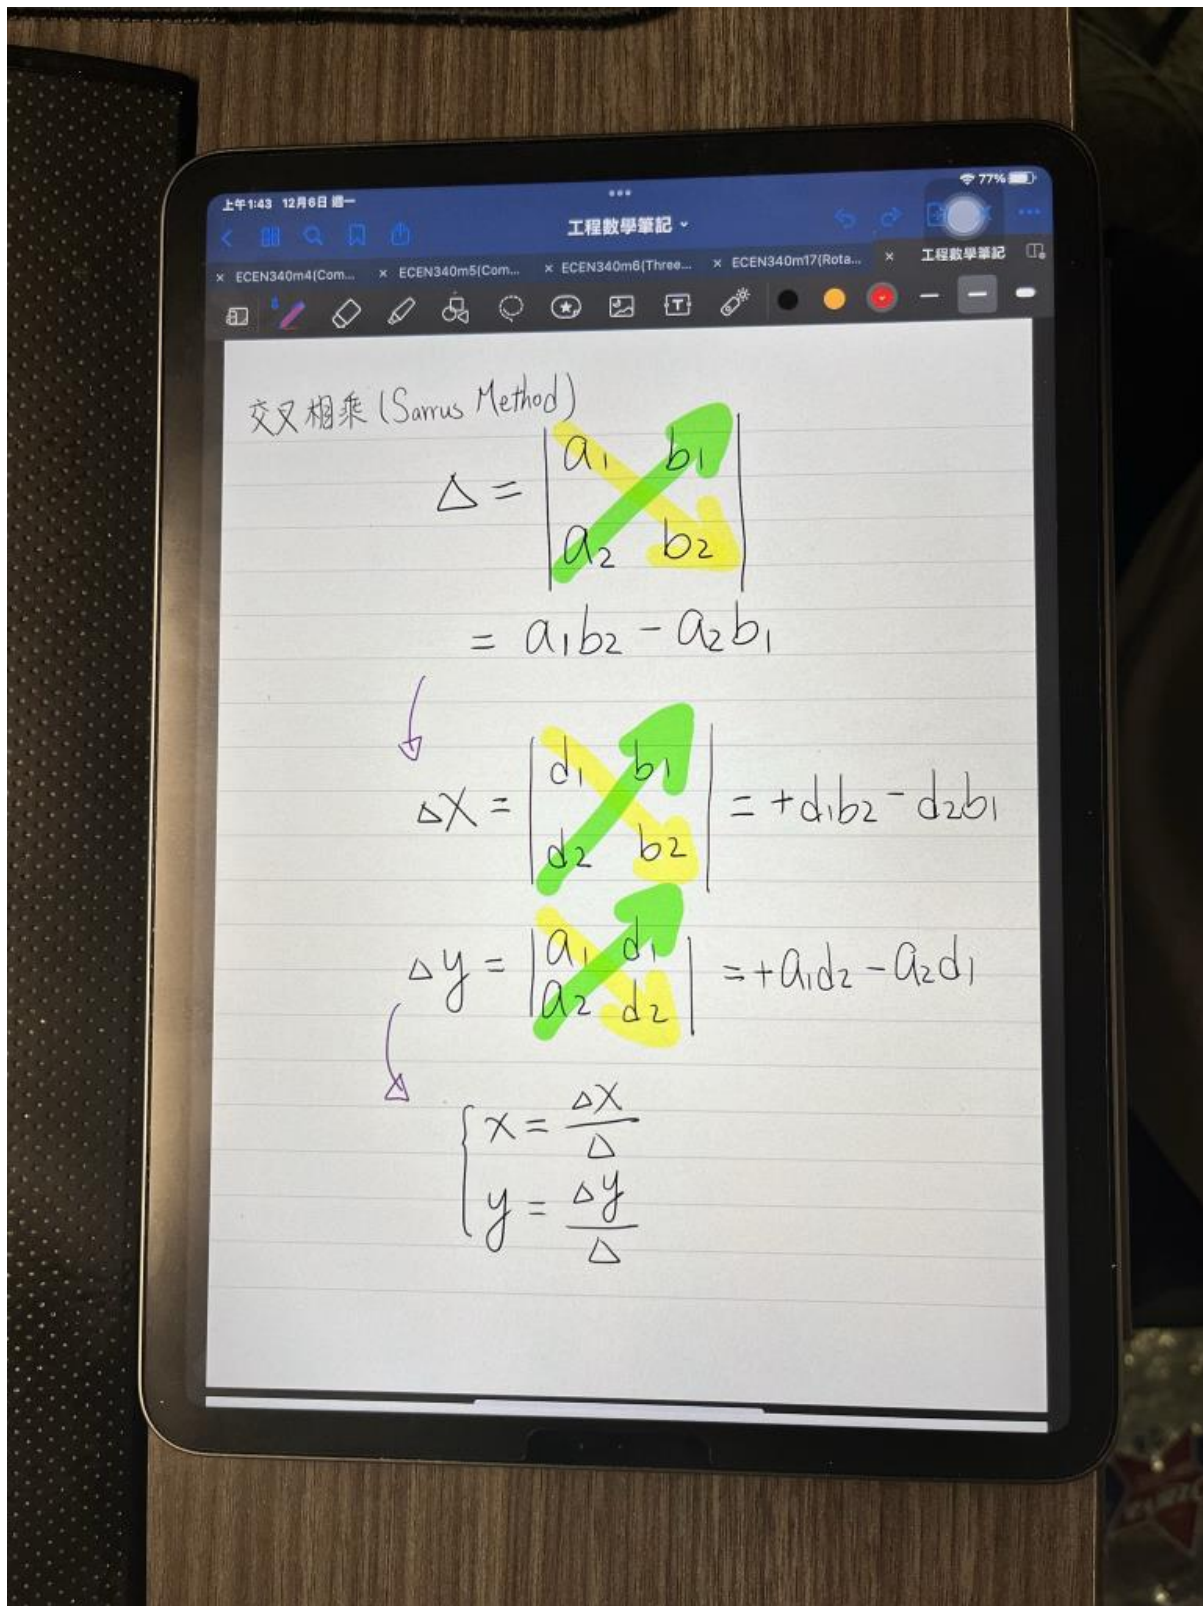 上午1:43 12月6日 週一
77%
工程數學筆記
ECEN340m4(Com...
ECEN340m5(Com...
ECEN340m6(Three...
ECEN340m17(Rota...
工程數學筆記
交叉相乘 (Sarrus Method)
Δ = | a₁ b₁ |
| a₂ b₂ |
= a₁b₂ - a₂b₁
Δx = | d₁ b₁ | = +d₁b₂ - d₂b₁
| d₂ b₂ |
Δy = | a₁ d₁ | = +a₁d₂ - a₂d₁
| a₂ d₂ |
{ x = Δx / Δ
y = Δy / Δ